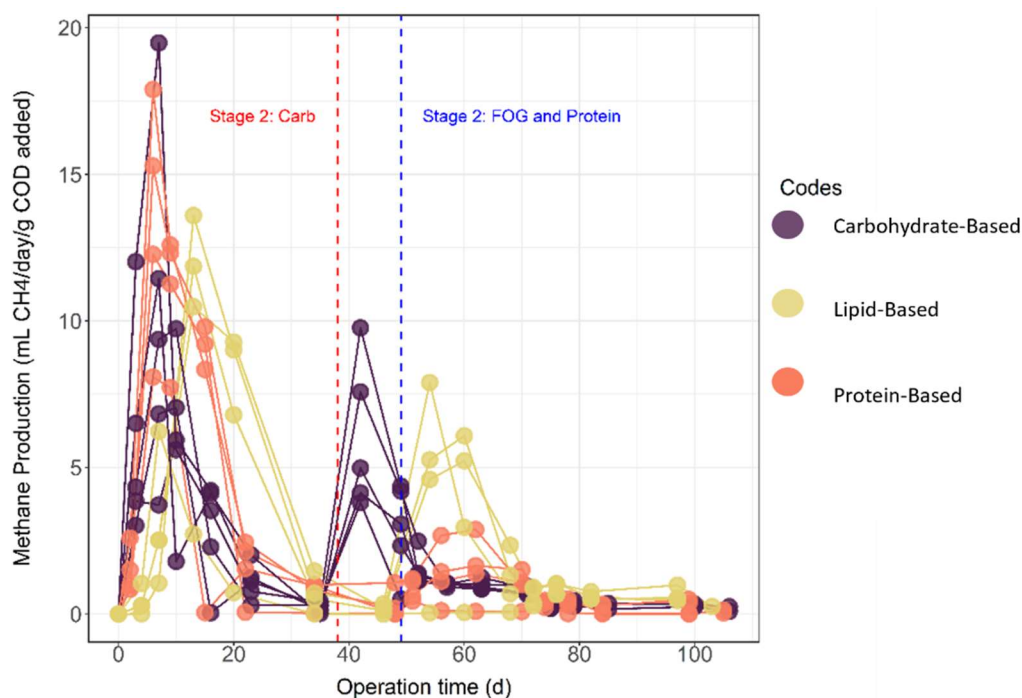 Methane Production (mL CH4/day/g COD added)
20
15
10
5
0
Stage 2: Carb
Stage 2: FOG and Protein
0
20
40
60
80
100
Operation time (d)
Codes
Carbohydrate-Based
Lipid-Based
Protein-Based